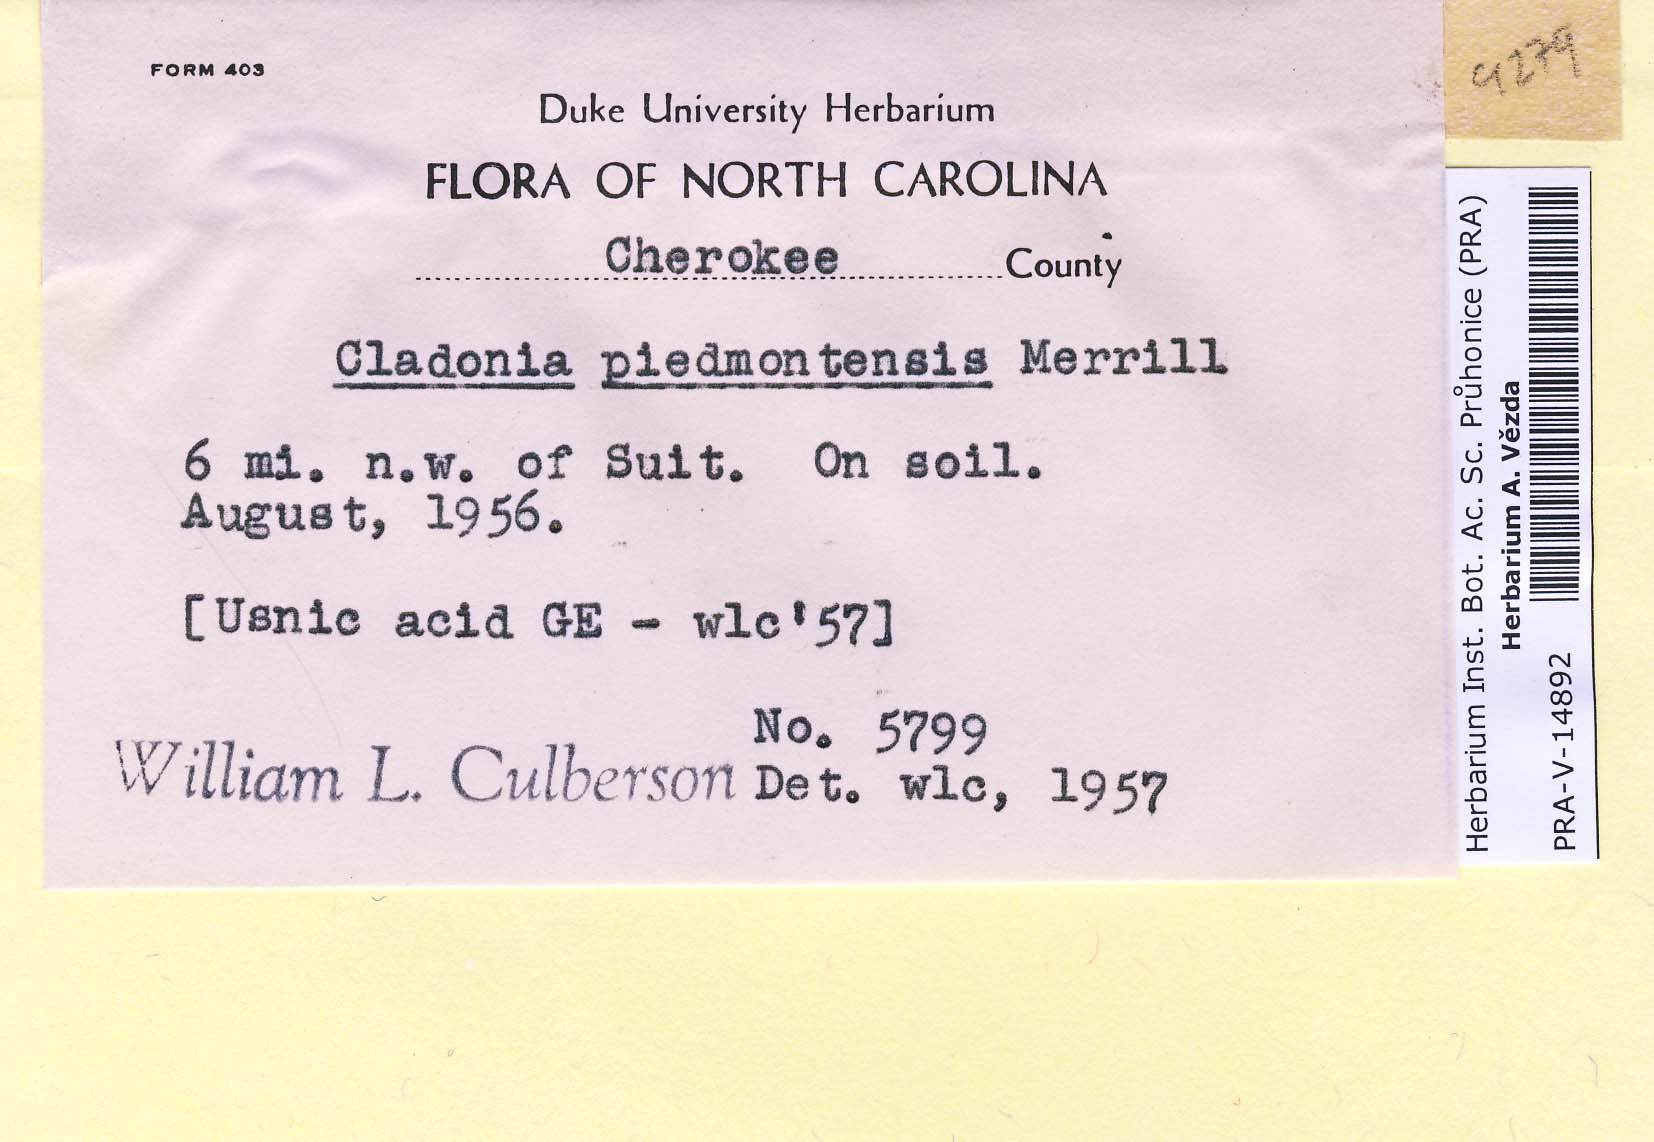 FORM 403
Duke University Herbarium
FLORA OF NORTH CAROLINA
Cherokee County
Cladonia piedmontensis Merrill
6 mi. n.w. of Suit. On soil.
August, 1956.
[Usnic acid GE - wlc'57]
No. 5799
William L. Culberson Det. wlc, 1957
9279
Herbarium Inst. Bot. Ac. Sc. Průhonice (PRA)
Herbarium A. Vězda
PRA-V-14892